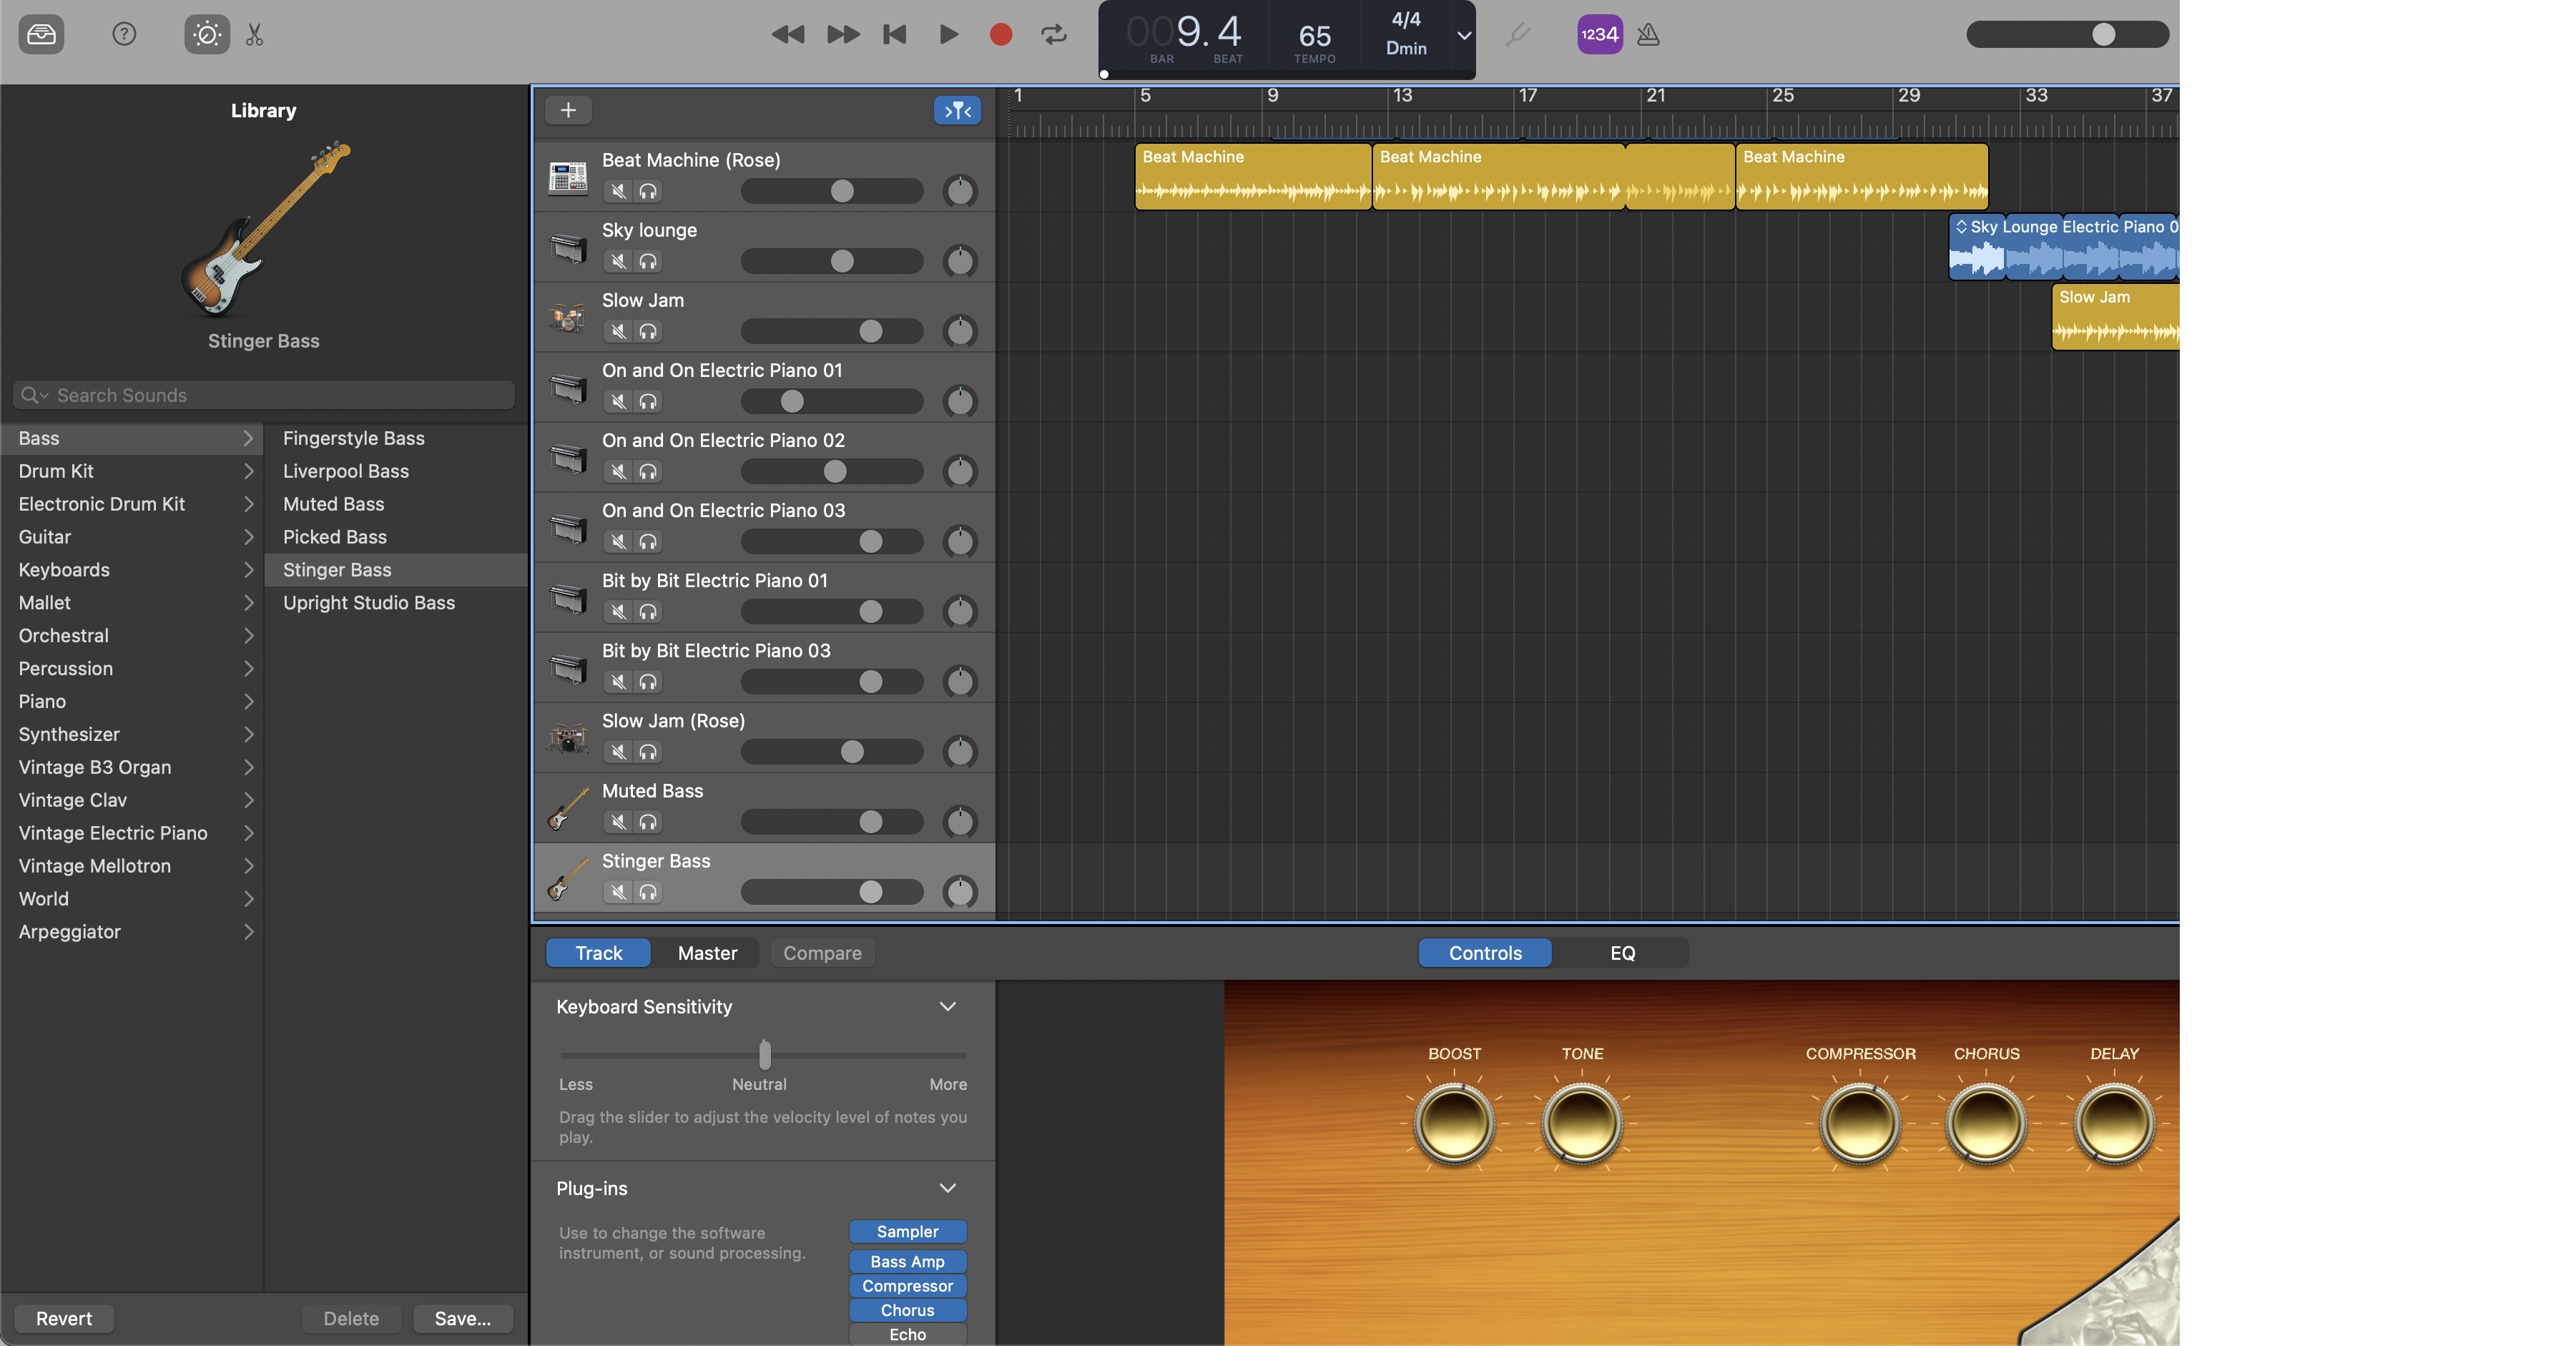 009.4
BAR
BEAT
65
TEMPO
4/4
Dmin
1234
Library
Stinger Bass
Search Sounds
Bass
Drum Kit
Electronic Drum Kit
Guitar
Keyboards
Mallet
Orchestral
Percussion
Piano
Synthesizer
Vintage B3 Organ
Vintage Clav
Vintage Electric Piano
Vintage Mellotron
World
Arpeggiator
Fingerstyle Bass
Liverpool Bass
Muted Bass
Picked Bass
Stinger Bass
Upright Studio Bass
Revert
Delete
Save...
1 5 9 13 17 21 25 29 33 37
Beat Machine (Rose)
Beat Machine
Beat Machine
Beat Machine
Sky lounge
Sky Lounge Electric Piano 0
Slow Jam
Slow Jam
On and On Electric Piano 01
On and On Electric Piano 02
On and On Electric Piano 03
Bit by Bit Electric Piano 01
Bit by Bit Electric Piano 03
Slow Jam (Rose)
Muted Bass
Stinger Bass
Track
Master
Compare
Controls
EQ
Keyboard Sensitivity
Less
Neutral
More
Drag the slider to adjust the velocity level of notes you
play.
Plug-ins
Use to change the software
instrument, or sound processing.
Sampler
Bass Amp
Compressor
Chorus
Echo
BOOST
TONE
COMPRESSOR
CHORUS
DELAY